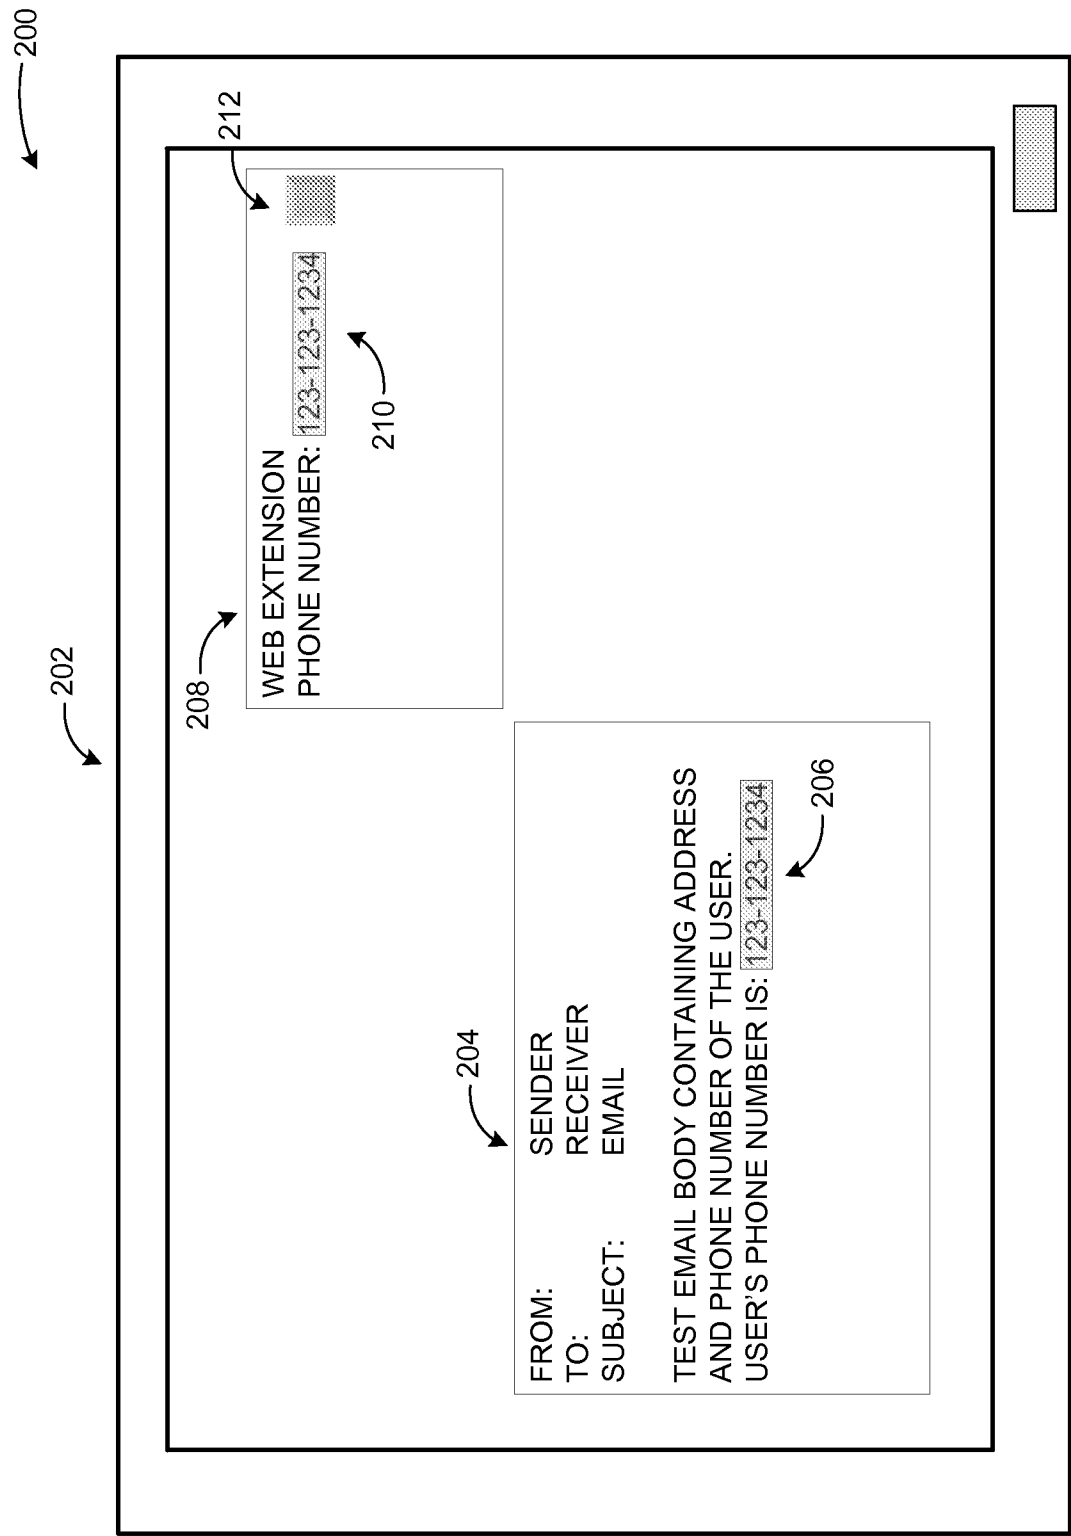 200
202
212
208
WEB EXTENSION
PHONE NUMBER: 123-123-1234
210
204
FROM: SENDER
TO: RECEIVER
SUBJECT: EMAIL
TEST EMAIL BODY CONTAINING ADDRESS
AND PHONE NUMBER OF THE USER.
USER'S PHONE NUMBER IS: 123-123-1234
206